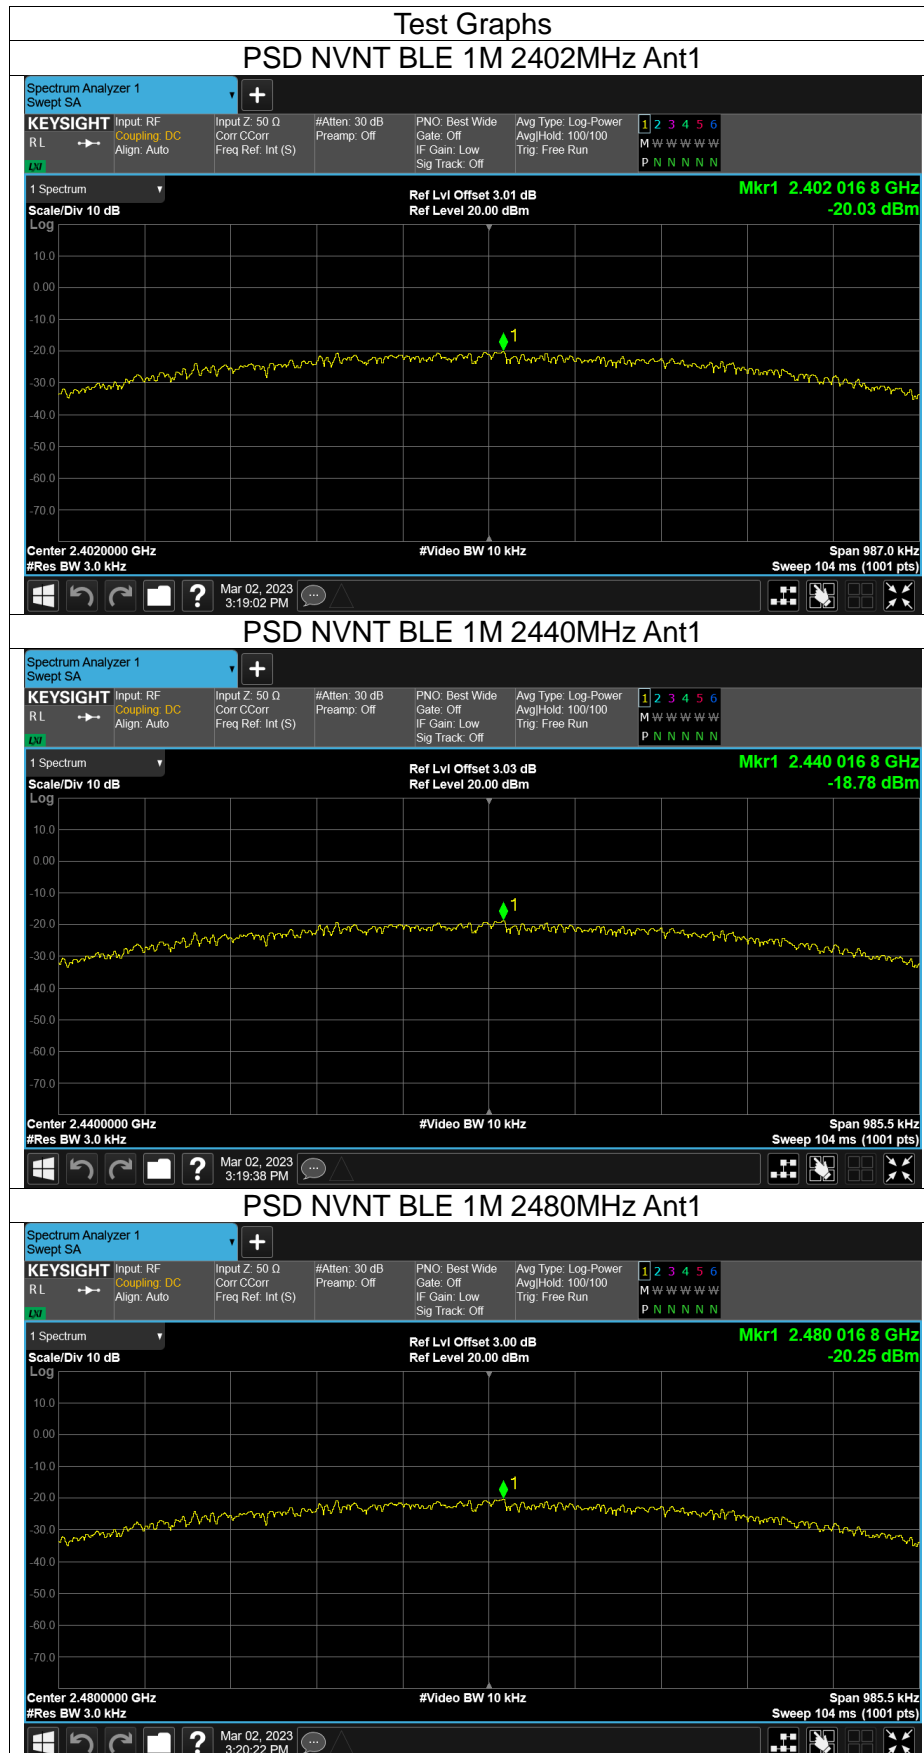 Test Graphs
PSD NVNT BLE 1M 2402MHz Ant1
Spectrum Analyzer 1
Swept SA
+
KEYSIGHT
RL
LXI
Input: RF
Coupling: DC
Align: Auto
Input Z: 50 Ω
Corr CCorr
Freq Ref: Int (S)
#Atten: 30 dB
Preamp: Off
PNO: Best Wide
Gate: Off
IF Gain: Low
Sig Track: Off
Avg Type: Log-Power
Avg|Hold: 100/100
Trig: Free Run
1 2 3 4 5 6
M W W W W W
P N N N N N
1 Spectrum
Scale/Div 10 dB
Ref Lvl Offset 3.01 dB
Ref Level 20.00 dBm
Mkr1 2.402 016 8 GHz
-20.03 dBm
Log
10.0
0.00
-10.0
-20.0
-30.0
-40.0
-50.0
-60.0
-70.0
1
Center 2.4020000 GHz
#Res BW 3.0 kHz
#Video BW 10 kHz
Span 987.0 kHz
Sweep 104 ms (1001 pts)
?
Mar 02, 2023
3:19:02 PM
PSD NVNT BLE 1M 2440MHz Ant1
Spectrum Analyzer 1
Swept SA
+
KEYSIGHT
RL
LXI
Input: RF
Coupling: DC
Align: Auto
Input Z: 50 Ω
Corr CCorr
Freq Ref: Int (S)
#Atten: 30 dB
Preamp: Off
PNO: Best Wide
Gate: Off
IF Gain: Low
Sig Track: Off
Avg Type: Log-Power
Avg|Hold: 100/100
Trig: Free Run
1 2 3 4 5 6
M W W W W W
P N N N N N
1 Spectrum
Scale/Div 10 dB
Ref Lvl Offset 3.03 dB
Ref Level 20.00 dBm
Mkr1 2.440 016 8 GHz
-18.78 dBm
Log
10.0
0.00
-10.0
-20.0
-30.0
-40.0
-50.0
-60.0
-70.0
1
Center 2.4400000 GHz
#Res BW 3.0 kHz
#Video BW 10 kHz
Span 985.5 kHz
Sweep 104 ms (1001 pts)
?
Mar 02, 2023
3:19:38 PM
PSD NVNT BLE 1M 2480MHz Ant1
Spectrum Analyzer 1
Swept SA
+
KEYSIGHT
RL
LXI
Input: RF
Coupling: DC
Align: Auto
Input Z: 50 Ω
Corr CCorr
Freq Ref: Int (S)
#Atten: 30 dB
Preamp: Off
PNO: Best Wide
Gate: Off
IF Gain: Low
Sig Track: Off
Avg Type: Log-Power
Avg|Hold: 100/100
Trig: Free Run
1 2 3 4 5 6
M W W W W W
P N N N N N
1 Spectrum
Scale/Div 10 dB
Ref Lvl Offset 3.00 dB
Ref Level 20.00 dBm
Mkr1 2.480 016 8 GHz
-20.25 dBm
Log
10.0
0.00
-10.0
-20.0
-30.0
-40.0
-50.0
-60.0
-70.0
1
Center 2.4800000 GHz
#Res BW 3.0 kHz
#Video BW 10 kHz
Span 985.5 kHz
Sweep 104 ms (1001 pts)
?
Mar 02, 2023
3:20:22 PM